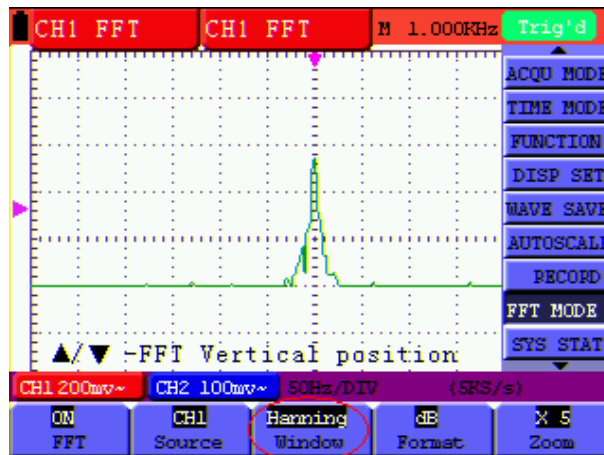 CH1 FFT CH1 FFT M 1.000KHz Trig'd
ACQU MODE
TIME MODE
FUNCTION
DISP SET
WAVE SAVE
AUTOSCALE
RECORD
FFT MODE
SYS STAT
▲/▼ -FFT Vertical position
CH1 200mv~ CH2 100mv~ 50Hz/DIV (5KS/s)
ON CH1 Hanning dB X 5
FFT Source Window Format Zoom